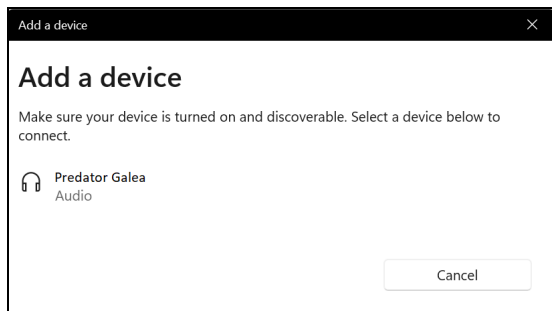 Add a device
Add a device
Make sure your device is turned on and discoverable. Select a device below to
connect.
Predator Galea
Audio
Cancel